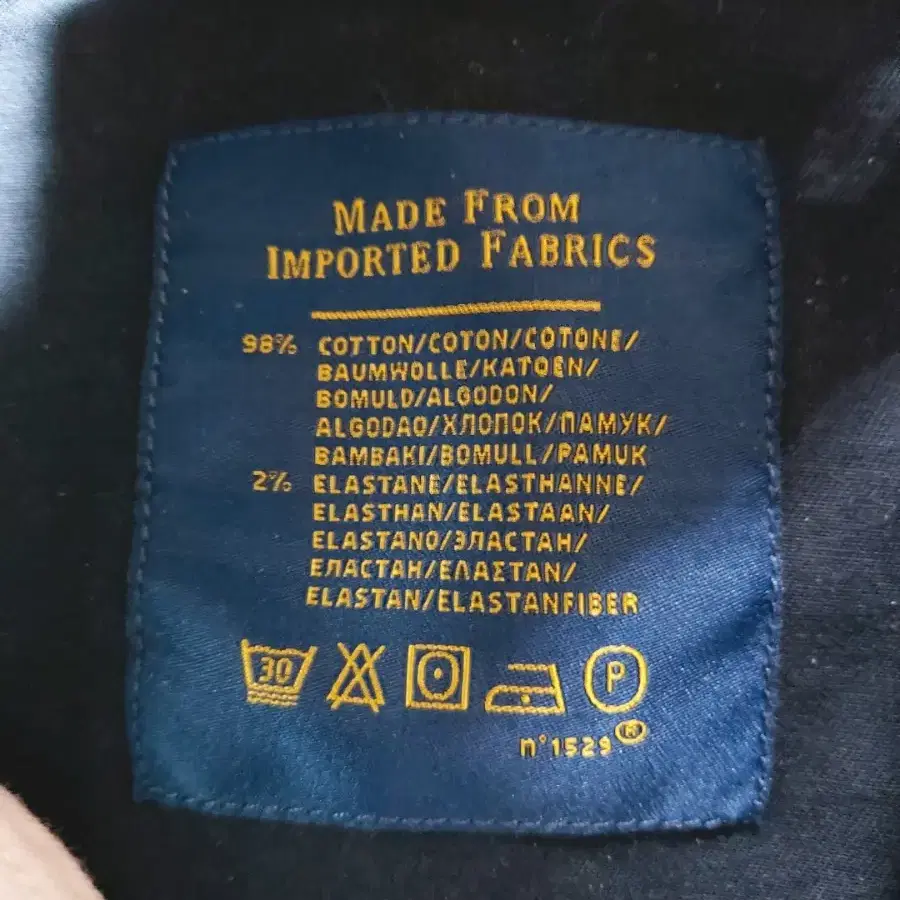 MADE FROM
IMPORTED FABRICS
98% COTTON/COTON/COTONE/
BAUMWOLLE/KATOEN/
BOMULD/ALGODON/
ALGODAO/ХЛОПОК/ПАМУК/
BAMBAKI/BOMULL/PAMUK
2% ELASTANE/ELASTHANNE/
ELASTHAN/ELASTAAN/
ELASTANO/ЭЛАСТАН/
ЕЛАСТАН/ΕΛΑΣΤΑΝ/
ELASTAN/ELASTANFIBER
30 P
n°1529®